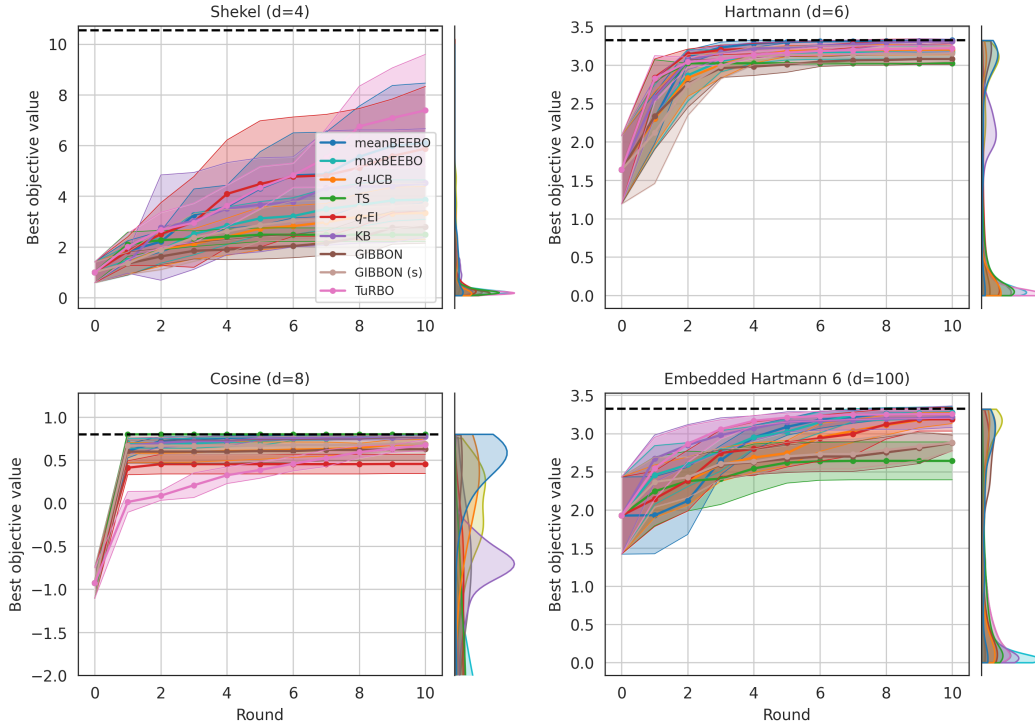 Shekel (d=4)
Best objective value
10
8
6
4
2
0
0 2 4 6 8 10
meanBEEBO
maxBEEBO
q-UCB
TS
q-EI
KB
GIBBON
GIBBON (s)
TuRBO
Hartmann (d=6)
Best objective value
3.5
3.0
2.5
2.0
1.5
1.0
0.5
0.0
0 2 4 6 8 10
Cosine (d=8)
Best objective value
1.0
0.5
0.0
−0.5
−1.0
−1.5
−2.0
0 2 4 6 8 10
Round
Embedded Hartmann 6 (d=100)
Best objective value
3.5
3.0
2.5
2.0
1.5
1.0
0.5
0.0
0 2 4 6 8 10
Round